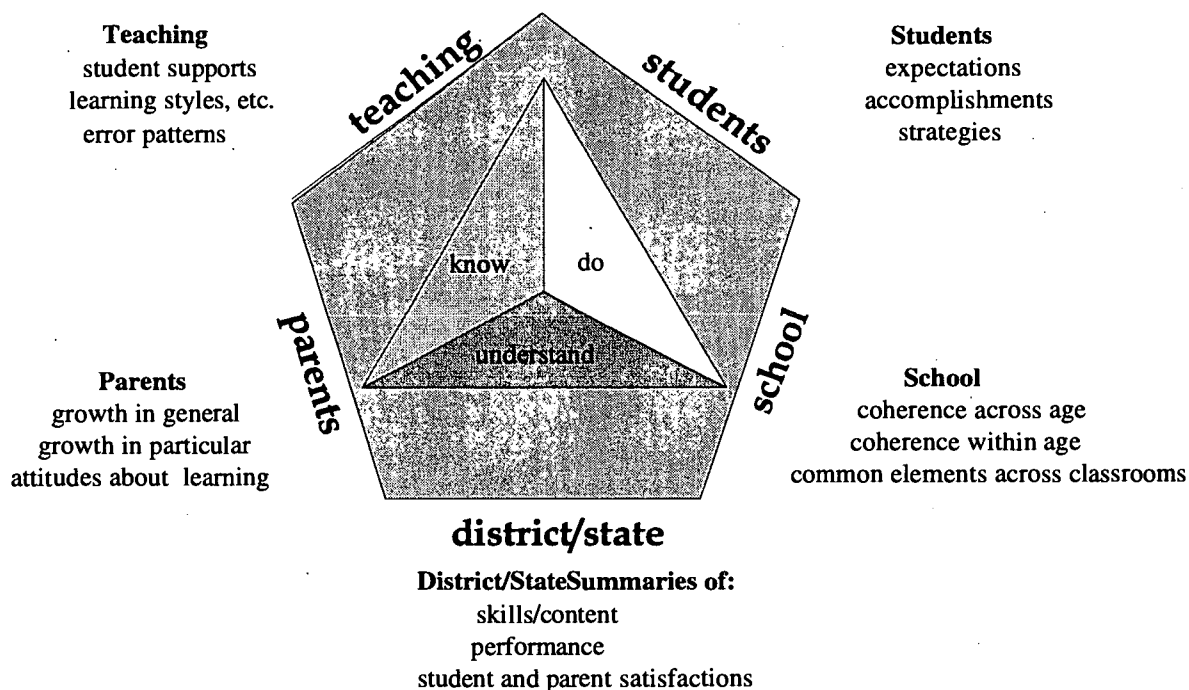 Teaching
student supports
learning styles, etc.
error patterns
Students
expectations
accomplishments
strategies
teaching
students
know
do
understand
parents
school
Parents
growth in general
growth in particular
attitudes about learning
School
coherence across age
coherence within age
common elements across classrooms
district/state
District/StateSummaries of:
skills/content
performance
student and parent satisfactions